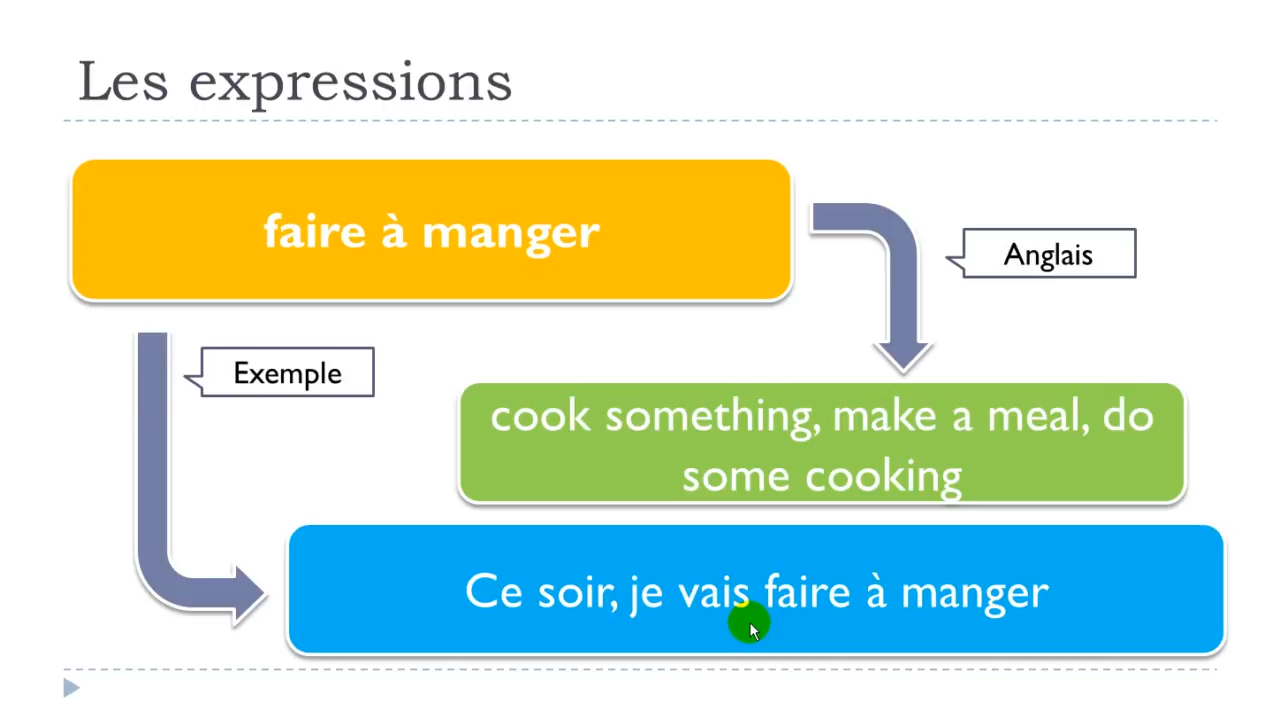 Les expressions
faire à manger
Anglais
Exemple
cook something, make a meal, do
some cooking
Ce soir, je vais faire à manger